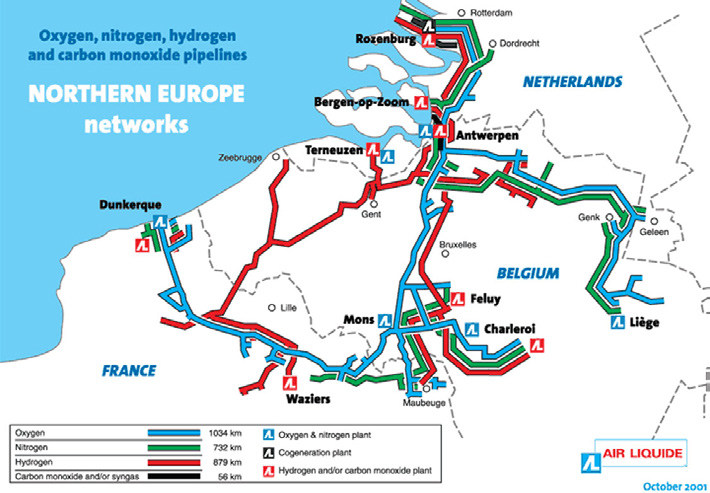 Oxygen, nitrogen, hydrogen
and carbon monoxide pipelines
NORTHERN EUROPE
networks
Rotterdam
Rozenburg
Dordrecht
NETHERLANDS
Bergen-op-Zoom
Antwerpen
Terneuzen
Zeebrugge
Dunkerque
Gent
Genk
Geleen
Bruxelles
BELGIUM
Lille
Feluy
Mons
Charleroi
Liège
FRANCE
Waziers
Maubeuge
Oxygen 1034 km
Nitrogen 732 km
Hydrogen 879 km
Carbon monoxide and/or syngas 56 km
Oxygen & nitrogen plant
Cogeneration plant
Hydrogen and/or carbon monoxide plant
AIR LIQUIDE
October 2001